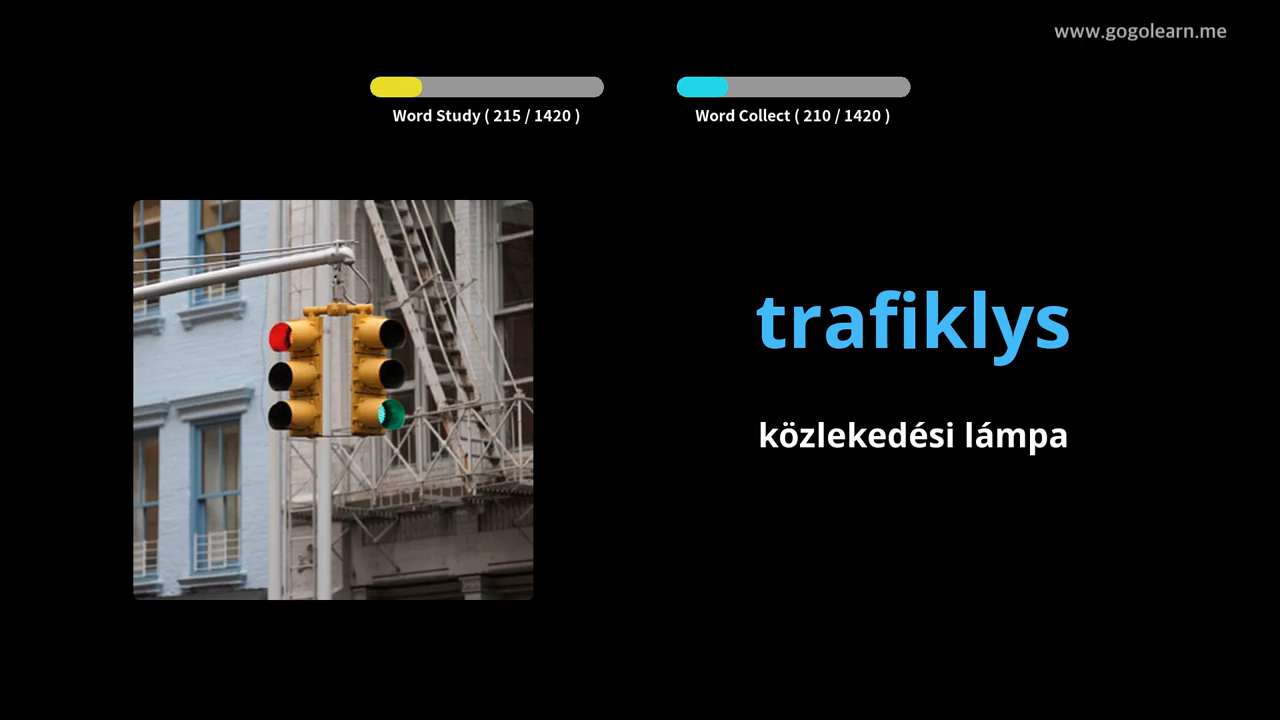 www.gogolearn.me
Word Study ( 215 / 1420 )
Word Collect ( 210 / 1420 )
trafiklys
közlekedési lámpa